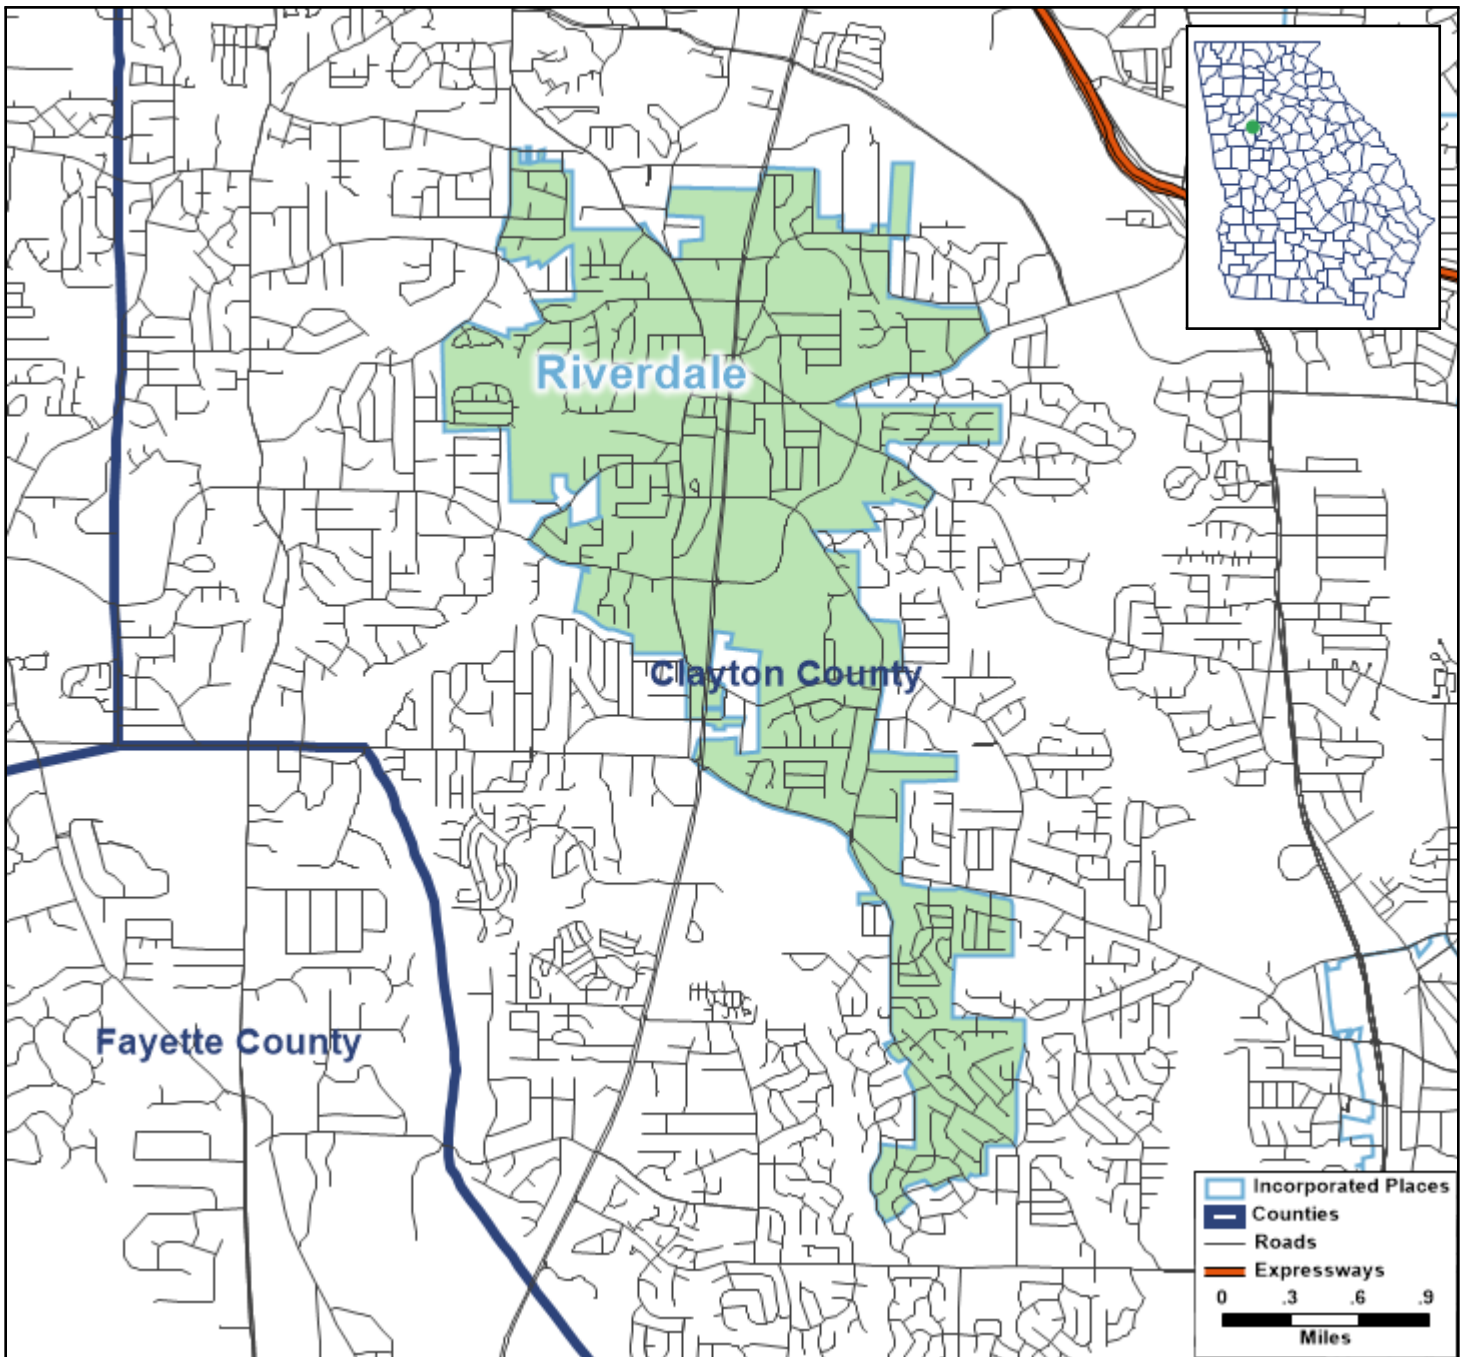 Riverdale
Clayton County
Fayette County
Incorporated Places
Counties
Roads
Expressways
0 .3 .6 .9
Miles